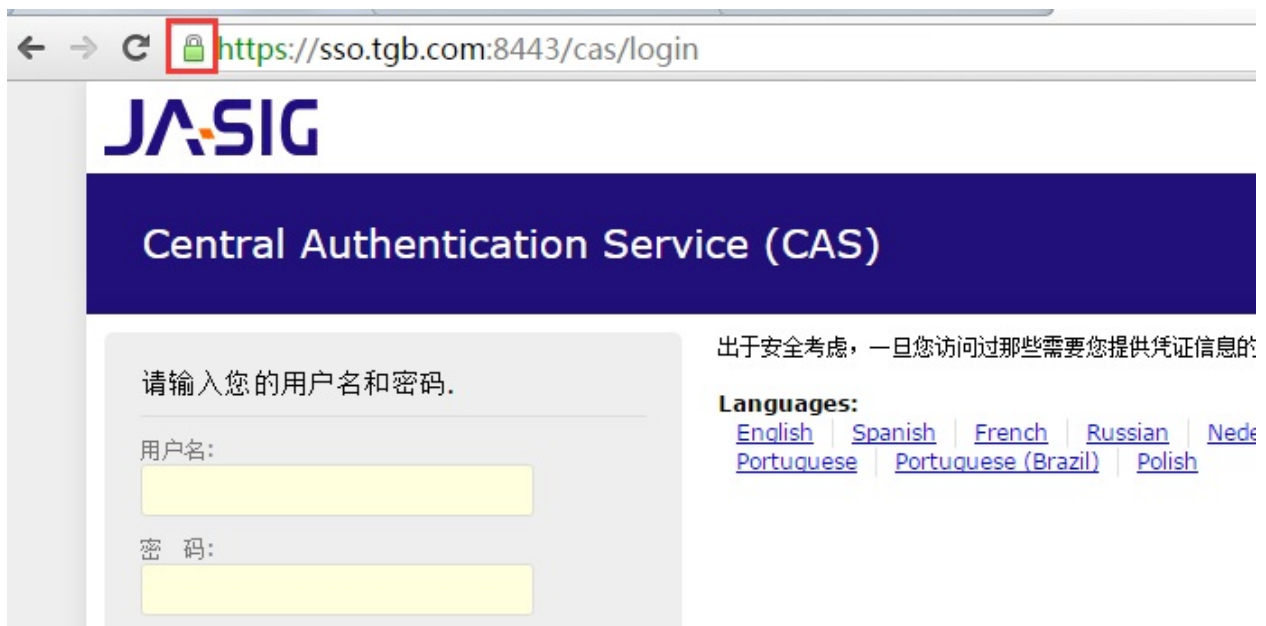 https://sso.tgb.com:8443/cas/login
JA-SIG
Central Authentication Service (CAS)
请输入您的用户名和密码.
用户名:
密 码:
出于安全考虑，一旦您访问过那些需要您提供凭证信息的
Languages:
English Spanish French Russian Nede
Portuguese Portuguese (Brazil) Polish